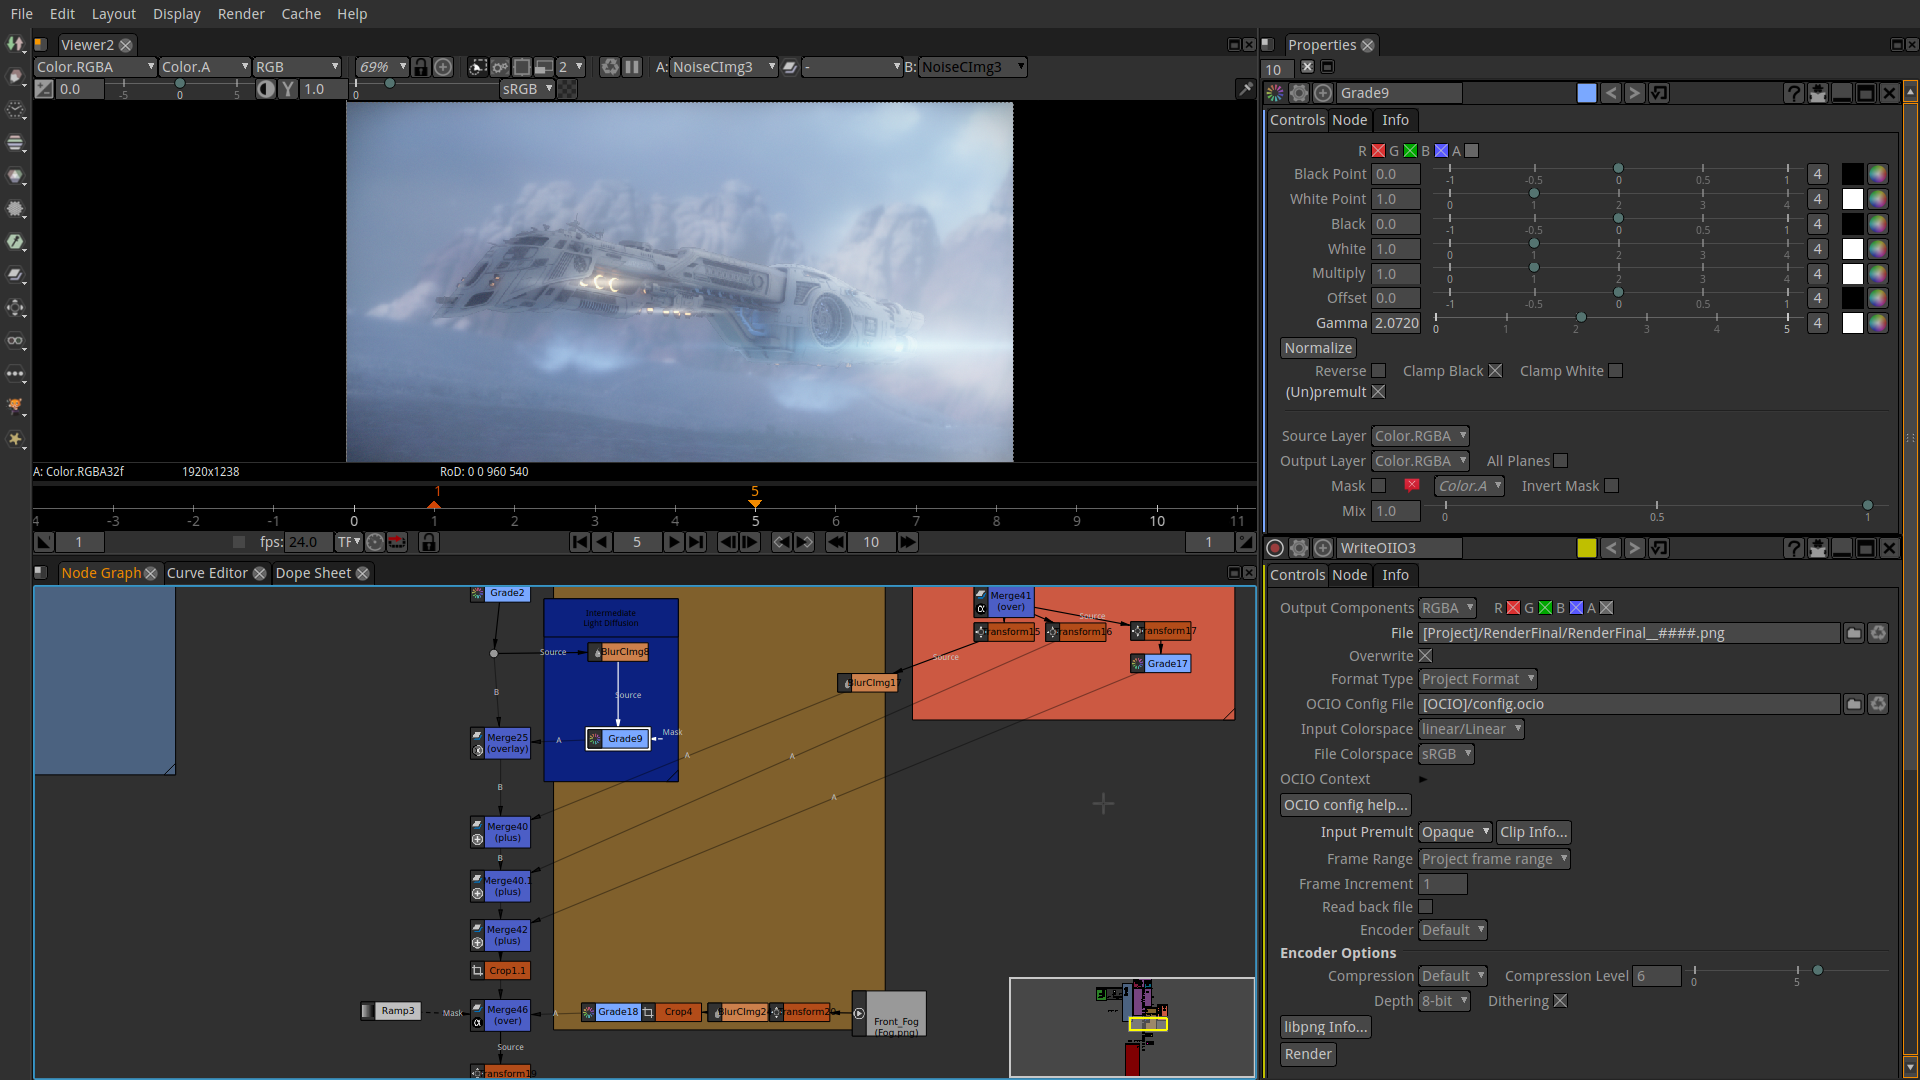 File Edit Layout Display Render Cache Help
Viewer2
Properties
Color.RGBA Color.A RGB 69% 2 A: NoiseCImg3 - B: NoiseCImg3
10
0.0 -5 0 5 Y 1.0 0 sRGB
Grade9
Controls Node Info
R G B A
Black Point 0.0 -1 -0.5 0 0.5 1 4
White Point 1.0 0 1 2 3 4 4
Black 0.0 -1 -0.5 0 0.5 1 4
White 1.0 0 1 2 3 4 4
Multiply 1.0 0 1 2 3 4 4
Offset 0.0 -1 -0.5 0 0.5 1 4
Gamma 2.0720 0 1 2 3 4 5 4
Normalize
Reverse Clamp Black Clamp White
(Un)premult
Source Layer Color.RGBA
Output Layer Color.RGBA All Planes
Mask Color.A Invert Mask
Mix 1.0 0 0.5 1
A: Color.RGBA32f 1920x1238 RoD: 0 0 960 540
1 5
4 -3 -2 -1 0 1 2 3 4 5 6 7 8 9 10 11
1 fps: 24.0 TF 5 10 1
Node Graph Curve Editor Dope Sheet
Grade2
Intermediate
Light Diffusion
Source BlurCImg8
B
Source
Merge25
(overlay)
A Grade9 Mask
B
Merge40
(plus)
B
Merge40.1
(plus)
Merge42
(plus)
Crop1.1
Ramp3 Mask Merge46
(over)
A Grade18 Crop4 BlurCImg2 ransform20
Front_Fog
(Fog.png)
Source
ransform19
Merge41
(over)
Source
ransform15 ransform16 ransform17
Source
Grade17
BlurCImg17
A
A
A
WriteOIIO3
Controls Node Info
Output Components RGBA R G B A
File [Project]/RenderFinal/RenderFinal__####.png
Overwrite
Format Type Project Format
OCIO Config File [OCIO]/config.ocio
Input Colorspace linear/Linear
File Colorspace sRGB
OCIO Context
OCIO config help...
Input Premult Opaque Clip Info...
Frame Range Project frame range
Frame Increment 1
Read back file
Encoder Default
Encoder Options
Compression Default Compression Level 6 0 5
Depth 8-bit Dithering
libpng Info...
Render